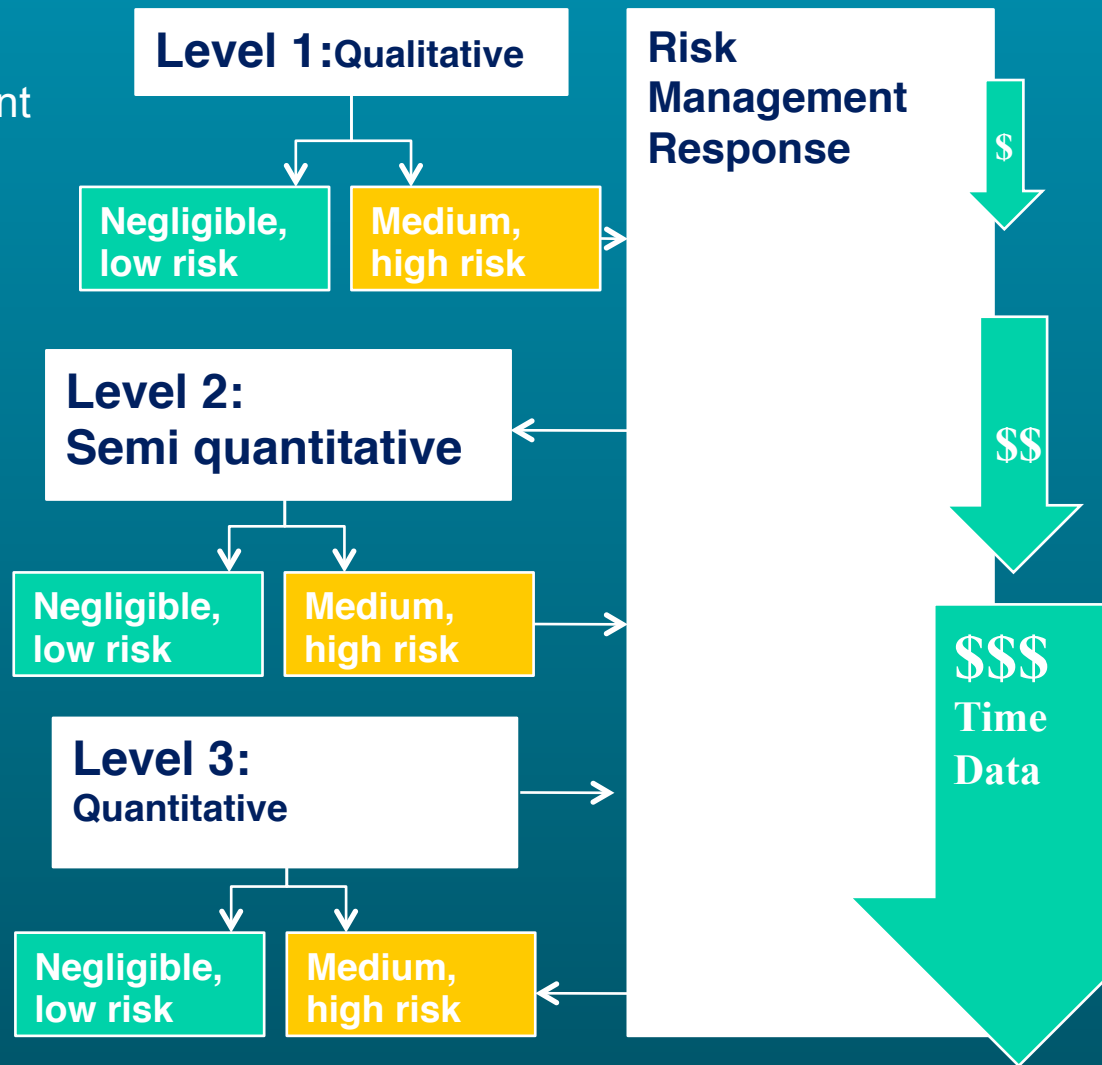 nt
Level 1:Qualitative
Negligible,
low risk
Medium,
high risk
Risk
Management
Response
$
Level 2:
Semi quantitative
$$
Negligible,
low risk
Medium,
high risk
Level 3:
Quantitative
$$$
Time
Data
Negligible,
low risk
Medium,
high risk